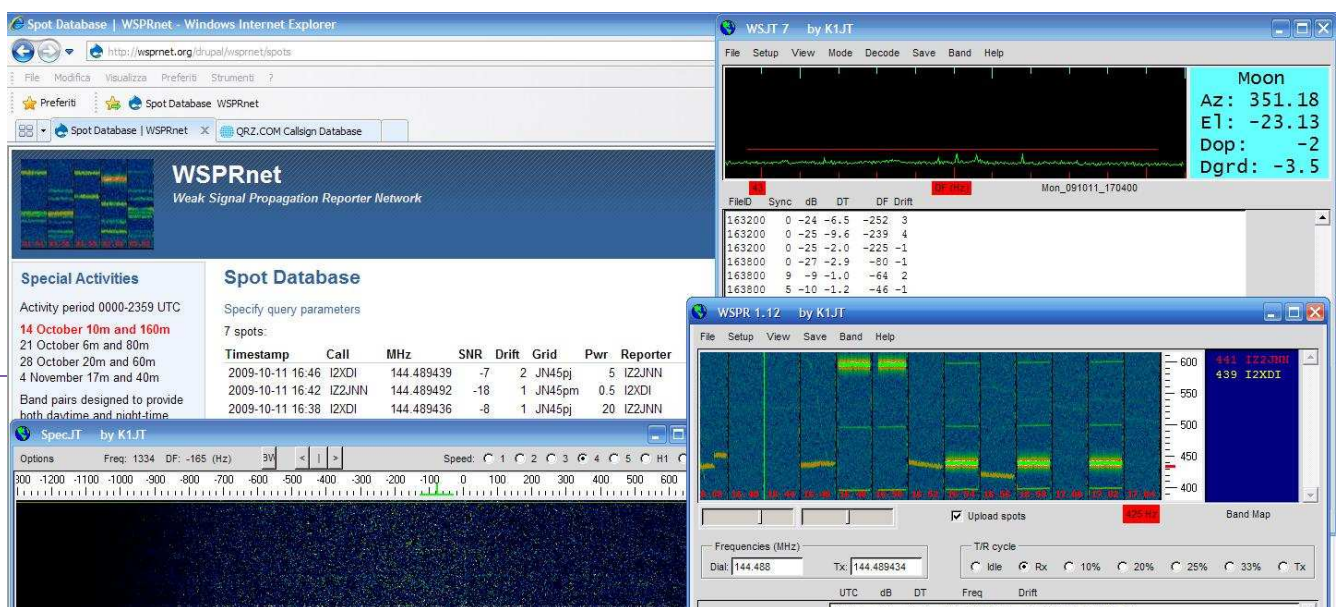 Spot Database | WSPRnet - Windows Internet Explorer
http://wsprnet.org/drupal/wsprnet/spots
File Modifica Visualizza Preferiti Strumenti ?
Preferiti Spot Database WSPRnet
Spot Database | WSPRnet X QRZ.COM Callsign Database
WSPRnet
Weak Signal Propagation Reporter Network
Special Activities
Activity period 0000-2359 UTC
14 October 10m and 160m
21 October 6m and 80m
28 October 20m and 60m
4 November 17m and 40m
Band pairs designed to provide
both daytime and night-time
Spot Database
Specify query parameters
7 spots:
Timestamp Call MHz SNR Drift Grid Pwr Reporter
2009-10-11 16:46 I2XDI 144.489439 -7 2 JN45pj 5 IZ2JNN
2009-10-11 16:42 IZ2JNN 144.489492 -18 1 JN45pm 0.5 I2XDI
2009-10-11 16:38 I2XDI 144.489436 -8 1 JN45pj 20 IZ2JNN
SpecJT by K1JT
Options Freq: 1334 DF: -165 (Hz) BW < | > Speed: 1 2 3 4 5 H1
300 -1200 -1100 -1000 -900 -800 -700 -600 -500 -400 -300 -200 -100 0 100 200 300 400 500 600
WSJT 7 by K1JT
File Setup View Mode Decode Save Band Help
Moon
Az: 351.18
El: -23.13
Dop: -2
Dgrd: -3.5
43 DF (Hz) Mon_091011_170400
FileID Sync dB DT DF Drift
163200 0 -24 -6.5 -252 3
163200 0 -25 -9.6 -239 4
163200 0 -25 -2.0 -225 -1
163800 0 -27 -2.9 -80 -1
163800 9 -9 -1.0 -64 2
163800 5 -10 -1.2 -46 -1
WSPR 1.12 by K1JT
File Setup View Save Band Help
600
550
500
450
400
441 IZ2JNN
439 I2XDI
Upload spots 425 Hz Band Map
Frequencies (MHz)
Dial: 144.488 Tx: 144.489434
T/R cycle
Idle Rx 10% 20% 25% 33% Tx
UTC dB DT Freq Drift